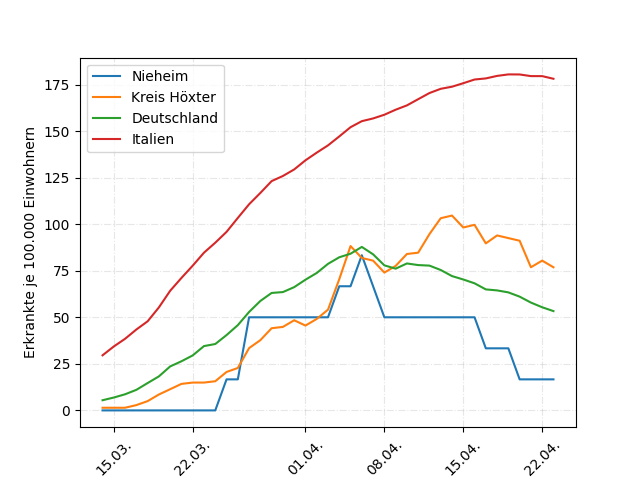 Nieheim
Kreis Höxter
Deutschland
Italien
Erkrankte je 100.000 Einwohnern
175
150
125
100
75
50
25
0
15.03.
22.03.
01.04.
08.04.
15.04.
22.04.